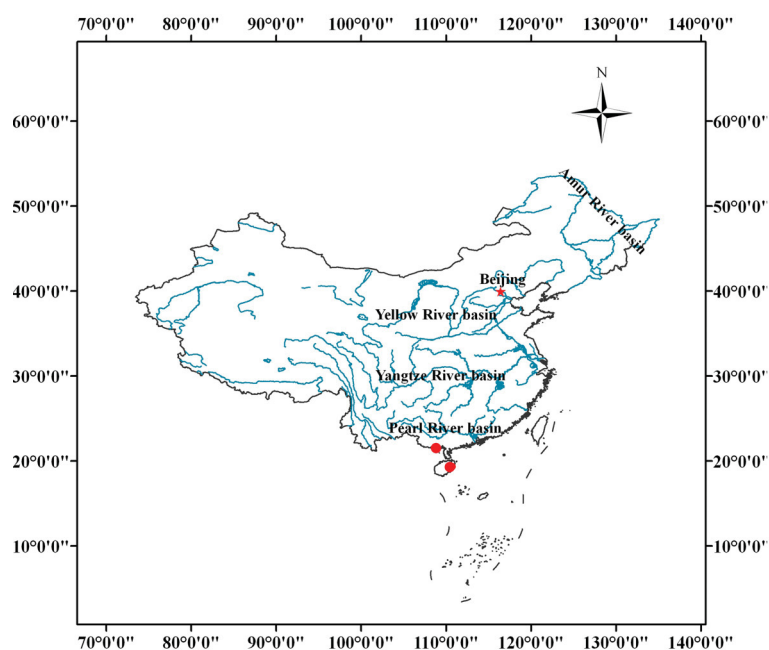 70°0'0" 80°0'0" 90°0'0" 100°0'0" 110°0'0" 120°0'0" 130°0'0" 140°0'0"
N
60°0'0" 60°0'0"
Amur River basin
50°0'0" 50°0'0"
Beijing
40°0'0" 40°0'0"
Yellow River basin
30°0'0" Yangtze River basin 30°0'0"
Pearl River basin
20°0'0" 20°0'0"
10°0'0" 10°0'0"
70°0'0" 80°0'0" 90°0'0" 100°0'0" 110°0'0" 120°0'0" 130°0'0" 140°0'0"